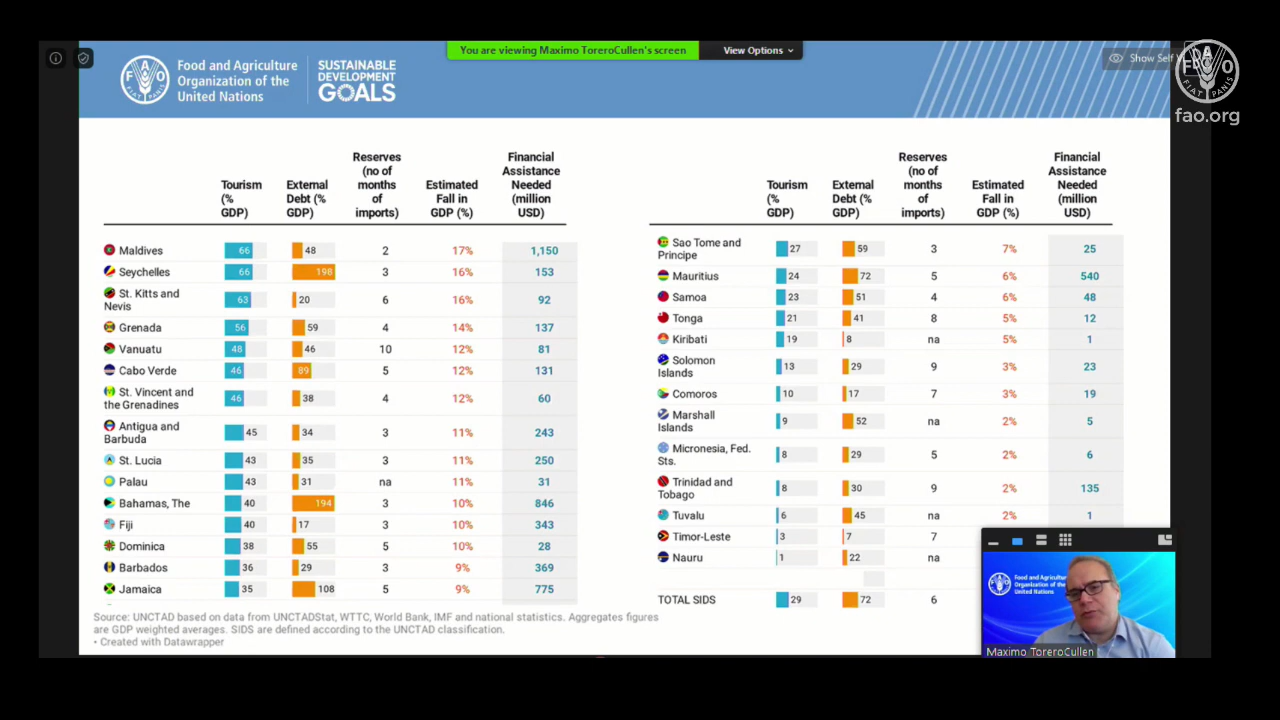 You are viewing Maximo ToreroCullen's screen
View Options
Show Self
FAO
FIAT PANIS
fao.org
FAO
FIAT PANIS
Food and Agriculture
Organization of the
United Nations
SUSTAINABLE
DEVELOPMENT
GOALS
Tourism
(%
GDP)
External
Debt (%
GDP)
Reserves
(no of
months
of
imports)
Estimated
Fall in
GDP (%)
Financial
Assistance
Needed
(million
USD)
Maldives 66 48 2 17% 1,150
Seychelles 66 198 3 16% 153
St. Kitts and
Nevis 63 20 6 16% 92
Grenada 56 59 4 14% 137
Vanuatu 48 46 10 12% 81
Cabo Verde 46 89 5 12% 131
St. Vincent and
the Grenadines 46 38 4 12% 60
Antigua and
Barbuda 45 34 3 11% 243
St. Lucia 43 35 3 11% 250
Palau 43 31 na 11% 31
Bahamas, The 40 194 3 10% 846
Fiji 40 17 3 10% 343
Dominica 38 55 5 10% 28
Barbados 36 29 3 9% 369
Jamaica 35 108 5 9% 775
Tourism
(%
GDP)
External
Debt (%
GDP)
Reserves
(no of
months
of
imports)
Estimated
Fall in
GDP (%)
Financial
Assistance
Needed
(million
USD)
Sao Tome and
Principe 27 59 3 7% 25
Mauritius 24 72 5 6% 540
Samoa 23 51 4 6% 48
Tonga 21 41 8 5% 12
Kiribati 19 8 na 5% 1
Solomon
Islands 13 29 9 3% 23
Comoros 10 17 7 3% 19
Marshall
Islands 9 52 na 2% 5
Micronesia, Fed.
Sts. 8 29 5 2% 6
Trinidad and
Tobago 8 30 9 2% 135
Tuvalu 6 45 na 2% 1
Timor-Leste 3 7 7
Nauru 1 22 na
TOTAL SIDS 29 72 6
Source: UNCTAD based on data from UNCTADStat, WTTC, World Bank, IMF and national statistics. Aggregates figures
are GDP weighted averages. SIDS are defined according to the UNCTAD classification.
• Created with Datawrapper
Food and Agricultu
Organization of the
United Nations
Maximo ToreroCullen